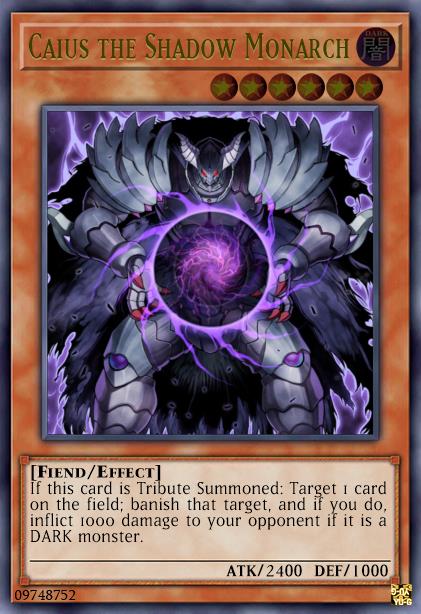 Caius the Shadow Monarch
DARK
闇
[Fiend/Effect]
If this card is Tribute Summoned: Target 1 card
on the field; banish that target, and if you do,
inflict 1000 damage to your opponent if it is a
DARK monster.
ATK/2400 DEF/1000
09748752